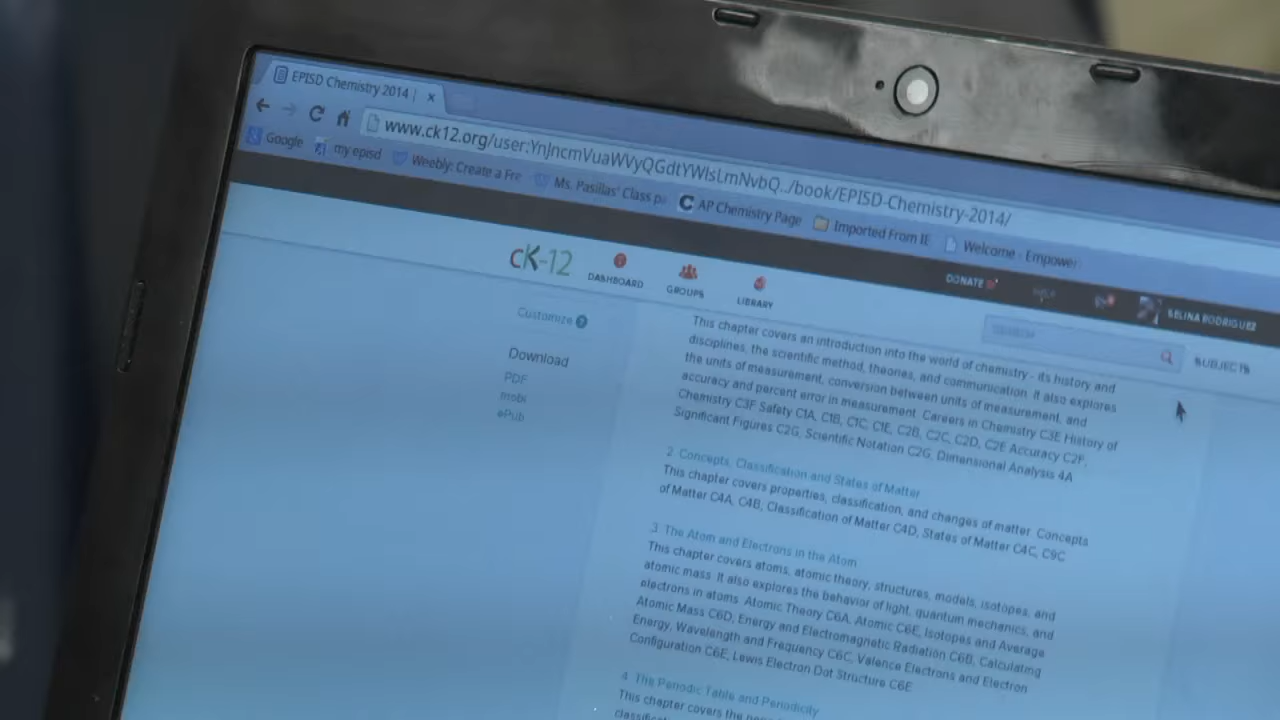 EPISD Chemistry 2014 |
www.ck12.org/user:YnJncmVuaWVyQGdtYWlsLmNvbQ../book/EPISD-Chemistry-2014/
Google my episd Weebly: Create a Fre Ms. Pasillas' Class pa AP Chemistry Page Imported From IE Welcome - Empower
cK-12 DASHBOARD GROUPS LIBRARY DONATE SELINA RODRIGUEZ
SEARCH SUBJECTS
Customize ?
Download
PDF
mobi
ePub
This chapter covers an introduction into the world of chemistry - its history and
disciplines, the scientific method, theories, and communication. It also explores
the units of measurement, conversion between units of measurement, and
accuracy and percent error in measurement. Careers in Chemistry C3E History of
Chemistry C3F Safety C1A, C1B, C1C, C1E, C2B, C2C, C2D, C2E Accuracy C2F,
Significant Figures C2G, Scientific Notation C2G, Dimensional Analysis 4A
2. Concepts, Classification and States of Matter
This chapter covers properties, classification, and changes of matter. Concepts
of Matter C4A, C4B, Classification of Matter C4D, States of Matter C4C, C9C
3. The Atom and Electrons in the Atom
This chapter covers atoms, atomic theory, structures, models, isotopes, and
atomic mass. It also explores the behavior of light, quantum mechanics, and
electrons in atoms. Atomic Theory C6A, Atomic C6E, Isotopes and Average
Atomic Mass C6D, Energy and Electromagnetic Radiation C6B, Calculating
Energy, Wavelength and Frequency C6C, Valence Electrons and Electron
Configuration C6E, Lewis Electron Dot Structure C6E
4. The Periodic Table and Periodicity
This chapter covers the